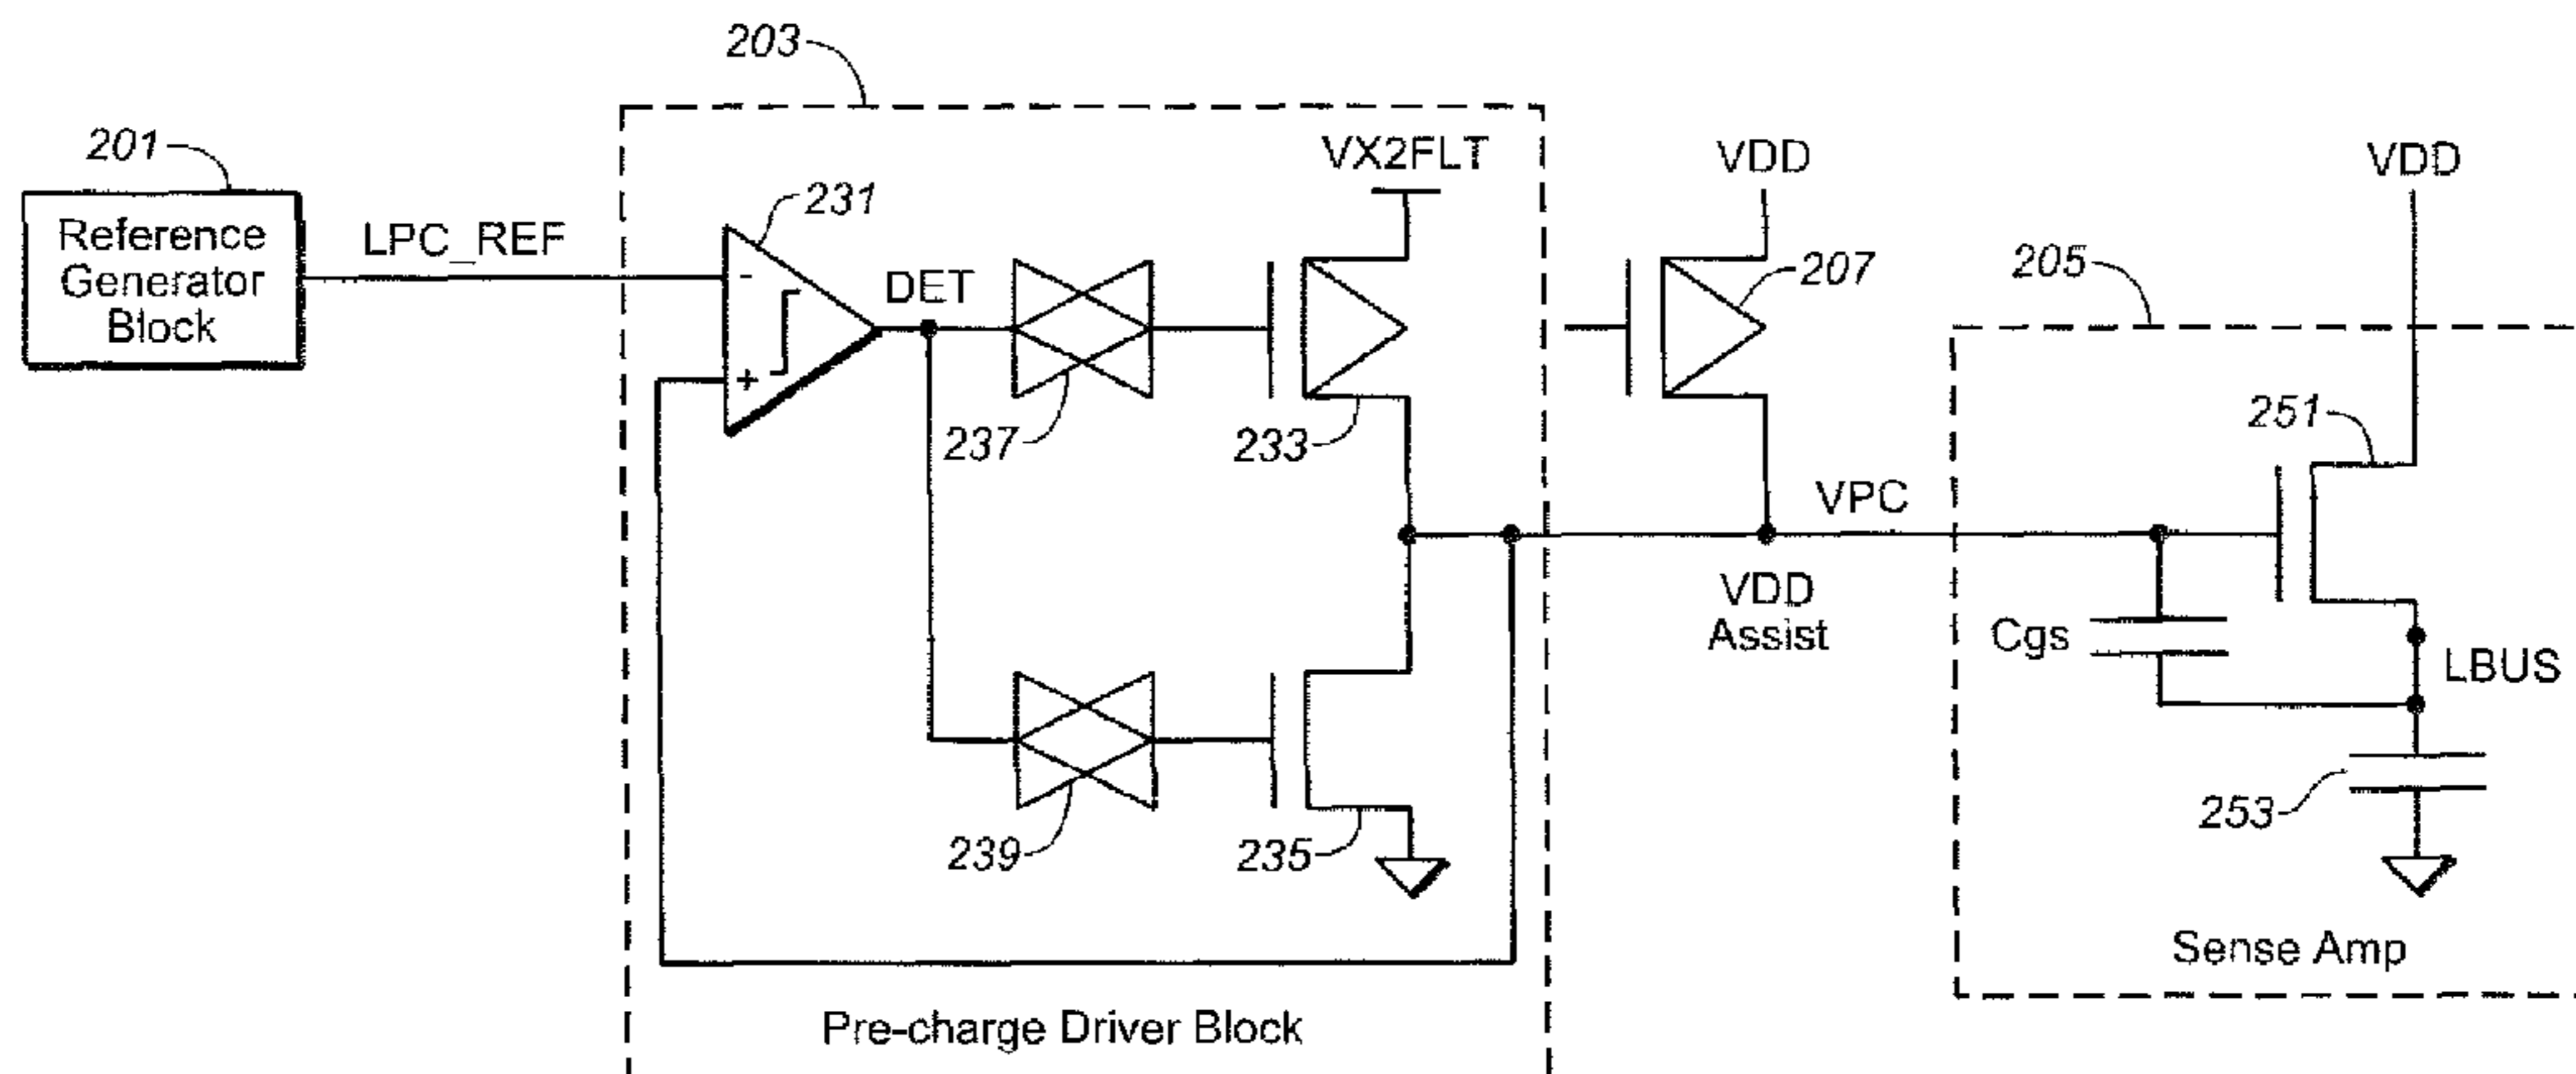 203
201
Reference
Generator
Block
LPC_REF
231
-
+
DET
237
VX2FLT
233
VDD
207
VPC
VDD
Assist
239
235
Pre-charge Driver Block
VDD
205
251
Cgs
LBUS
253
Sense Amp